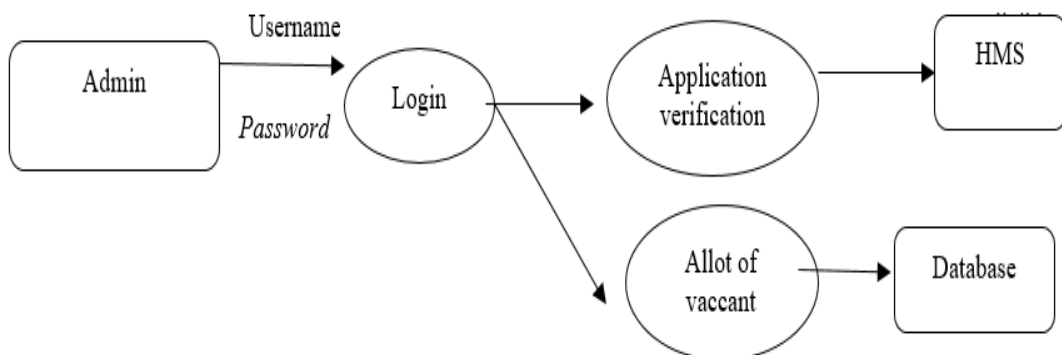 Username
Admin
Password
Login
Application
verification
HMS
Allot of
vaccant
Database